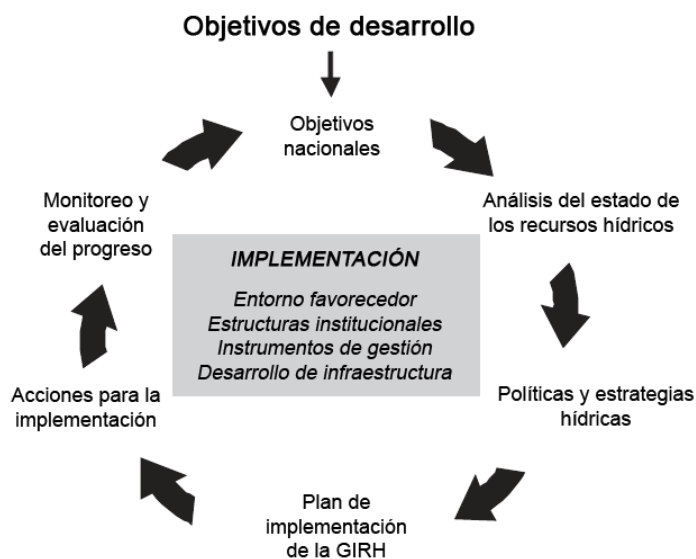 Objetivos de desarrollo
Objetivos
nacionales
Análisis del estado de
los recursos hídricos
Políticas y estrategias
hídricas
Plan de
implementación
de la GIRH
Acciones para la
implementación
Monitoreo y
evaluación
del progreso
IMPLEMENTACIÓN
Entorno favorecedor
Estructuras institucionales
Instrumentos de gestión
Desarrollo de infraestructura